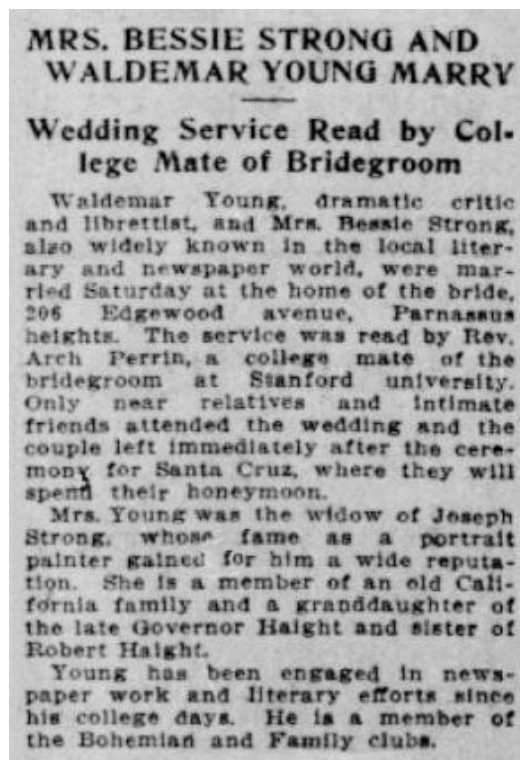 MRS. BESSIE STRONG AND
WALDEMAR YOUNG MARRY
Wedding Service Read by Col-
lege Mate of Bridegroom
Waldemar Young, dramatic critic
and librettist, and Mrs. Bessie Strong,
also widely known in the local liter-
ary and newspaper world, were mar-
ried Saturday at the home of the bride,
206 Edgewood avenue, Parnassus
heights. The service was read by Rev.
Arch Perrin, a college mate of the
bridegroom at Stanford university.
Only near relatives and intimate
friends attended the wedding and the
couple left immediately after the cere-
mony for Santa Cruz, where they will
spend their honeymoon.
Mrs. Young was the widow of Joseph
Strong, whose fame as a portrait
painter gained for him a wide reputa-
tion. She is a member of an old Cali-
fornia family and a granddaughter of
the late Governor Haight and sister of
Robert Haight.
Young has been engaged in news-
paper work and literary efforts since
his college days. He is a member of
the Bohemian and Family clubs.